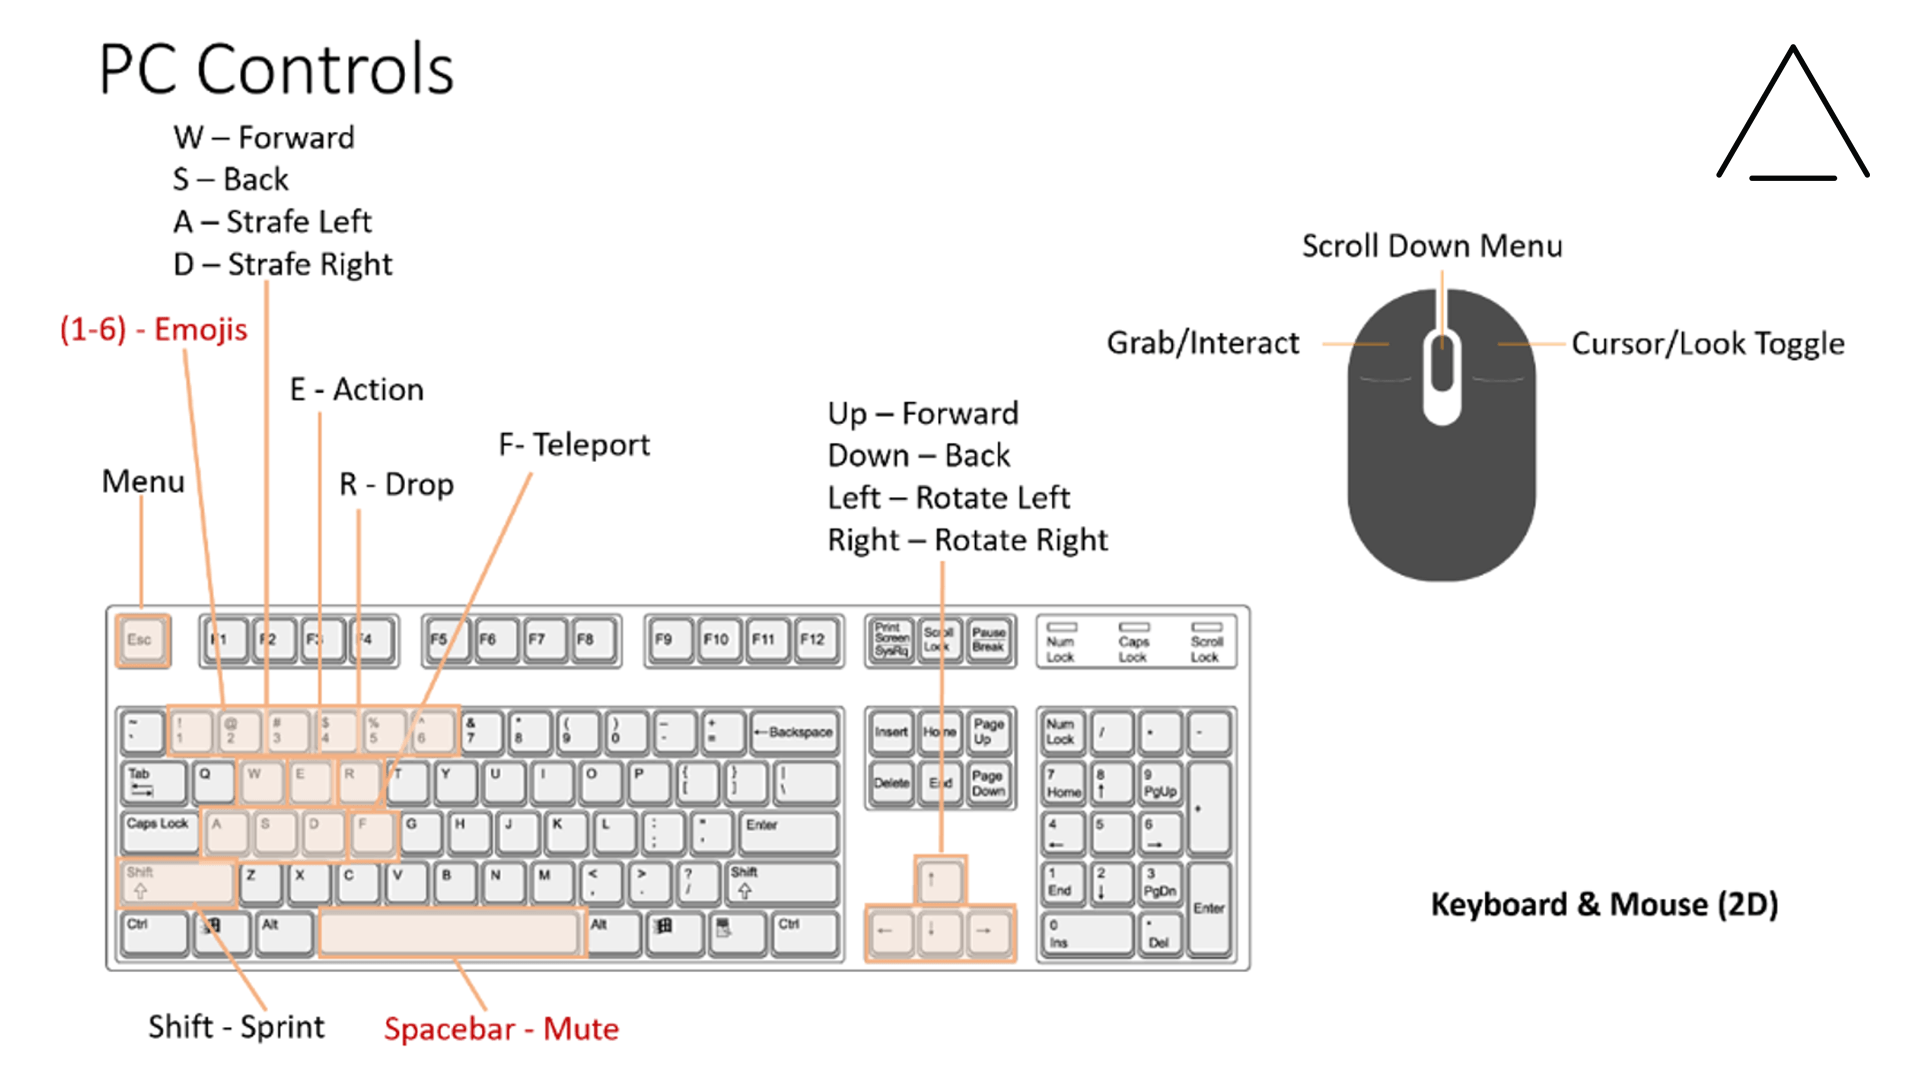 PC Controls
W – Forward
S – Back
A – Strafe Left
D – Strafe Right
(1-6) - Emojis
E - Action
F- Teleport
R - Drop
Menu
Scroll Down Menu
Grab/Interact
Cursor/Look Toggle
Up – Forward
Down – Back
Left – Rotate Left
Right – Rotate Right
Esc F1 F2 F3 F4 F5 F6 F7 F8 F9 F10 F11 F12
Print Screen SysRq
Scroll Lock
Pause Break
Num Lock
Caps Lock
Scroll Lock
~ `
! 1
@ 2
# 3
$ 4
% 5
^ 6
& 7
* 8
( 9
) 0
– -
+ =
←Backspace
Insert
Home
Page Up
Num Lock
/ * -
Tab Q W E R T Y U I O P { [ } ] | \
Delete
End
Page Down
7 Home
8 ↑
9 PgUp
+
Caps Lock A S D F G H J K L : ; " ' Enter
4 ←
5
6 →
Shift Z X C V B N M < , > . ? / Shift
↑
1 End
2 ↓
3 PgDn
Enter
Ctrl Alt Alt Ctrl
← ↓ →
0 Ins
. Del
Keyboard & Mouse (2D)
Shift - Sprint
Spacebar - Mute